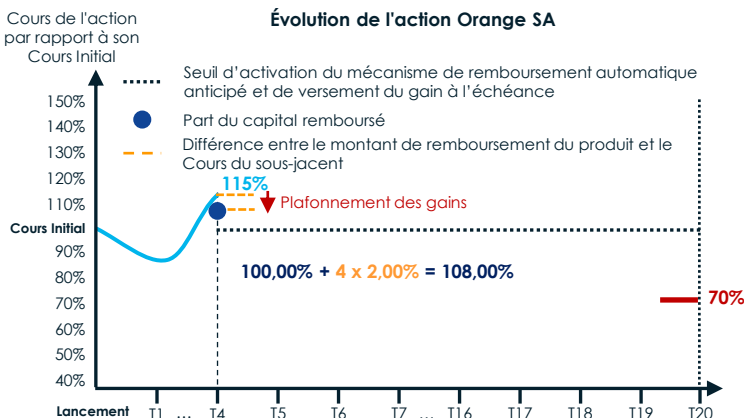 Cours de l'action
par rapport à son
Cours Initial
Évolution de l'action Orange SA
Seuil d'activation du mécanisme de remboursement automatique
anticipé et de versement du gain à l'échéance
Part du capital remboursé
Différence entre le montant de remboursement du produit et le
Cours du sous-jacent
150%
140%
130%
120%
110%
Cours Initial
90%
80%
70%
60%
50%
40%
115%
Plafonnement des gains
100,00% + 4 x 2,00% = 108,00%
70%
Lancement T1 ... T4 T5 T6 T7 ... T16 T17 T18 T19 T20